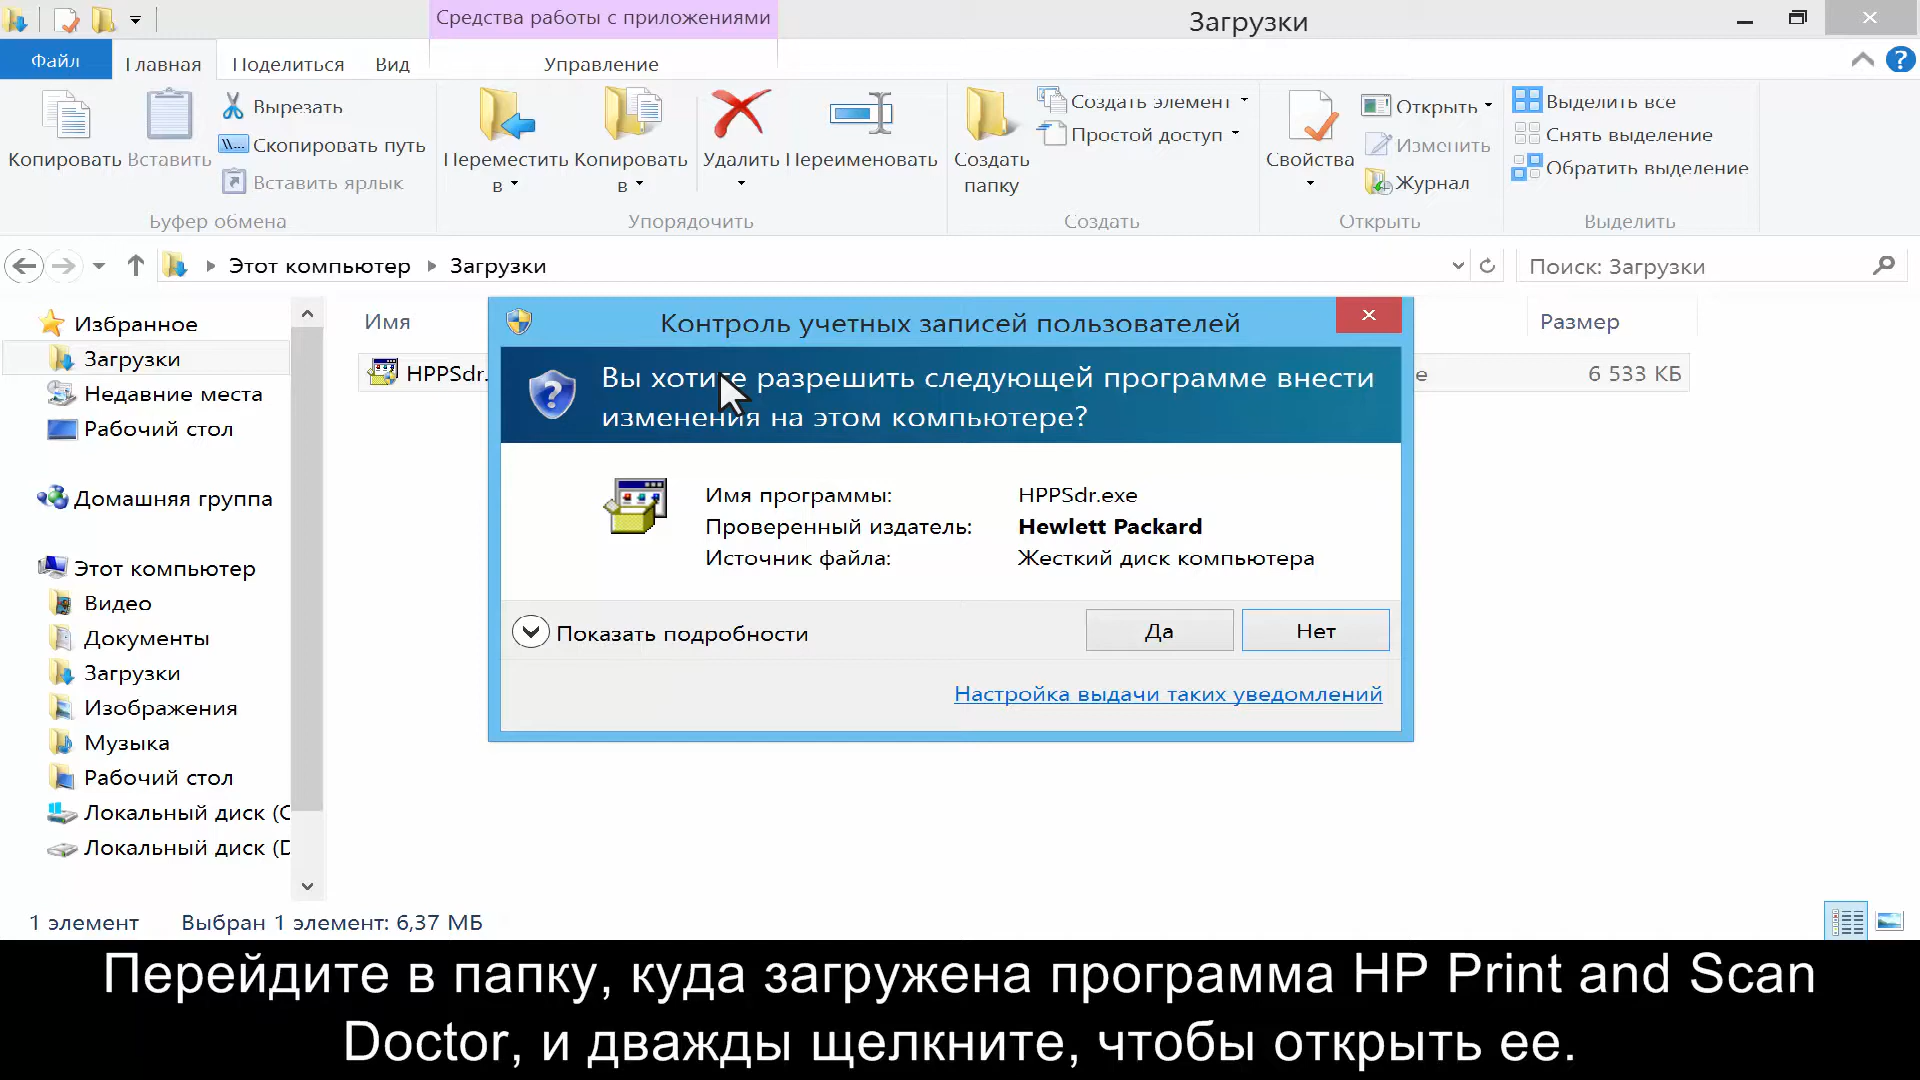 Средства работы с приложениями
Загрузки
Файл
Главная
Поделиться
Вид
Управление
Копировать
Вставить
Вырезать
Скопировать путь
Вставить ярлык
Переместить в
Копировать в
Удалить
Переименовать
Создать папку
Создать элемент
Простой доступ
Свойства
Открыть
Изменить
Журнал
Выделить все
Снять выделение
Обратить выделение
Буфер обмена
Упорядочить
Создать
Открыть
Выделить
Этот компьютер
Загрузки
Поиск: Загрузки
Избранное
Загрузки
Недавние места
Рабочий стол
Домашняя группа
Этот компьютер
Видео
Документы
Загрузки
Изображения
Музыка
Рабочий стол
Локальный диск (C
Локальный диск (D
Имя
Размер
HPPSdr.
е
6 533 КБ
Контроль учетных записей пользователей
Вы хотите разрешить следующей программе внести
изменения на этом компьютере?
Имя программы: HPPSdr.exe
Проверенный издатель: Hewlett Packard
Источник файла: Жесткий диск компьютера
Показать подробности
Да
Нет
Настройка выдачи таких уведомлений
1 элемент
Выбран 1 элемент: 6,37 МБ
Перейдите в папку, куда загружена программа HP Print and Scan
Doctor, и дважды щелкните, чтобы открыть ее.